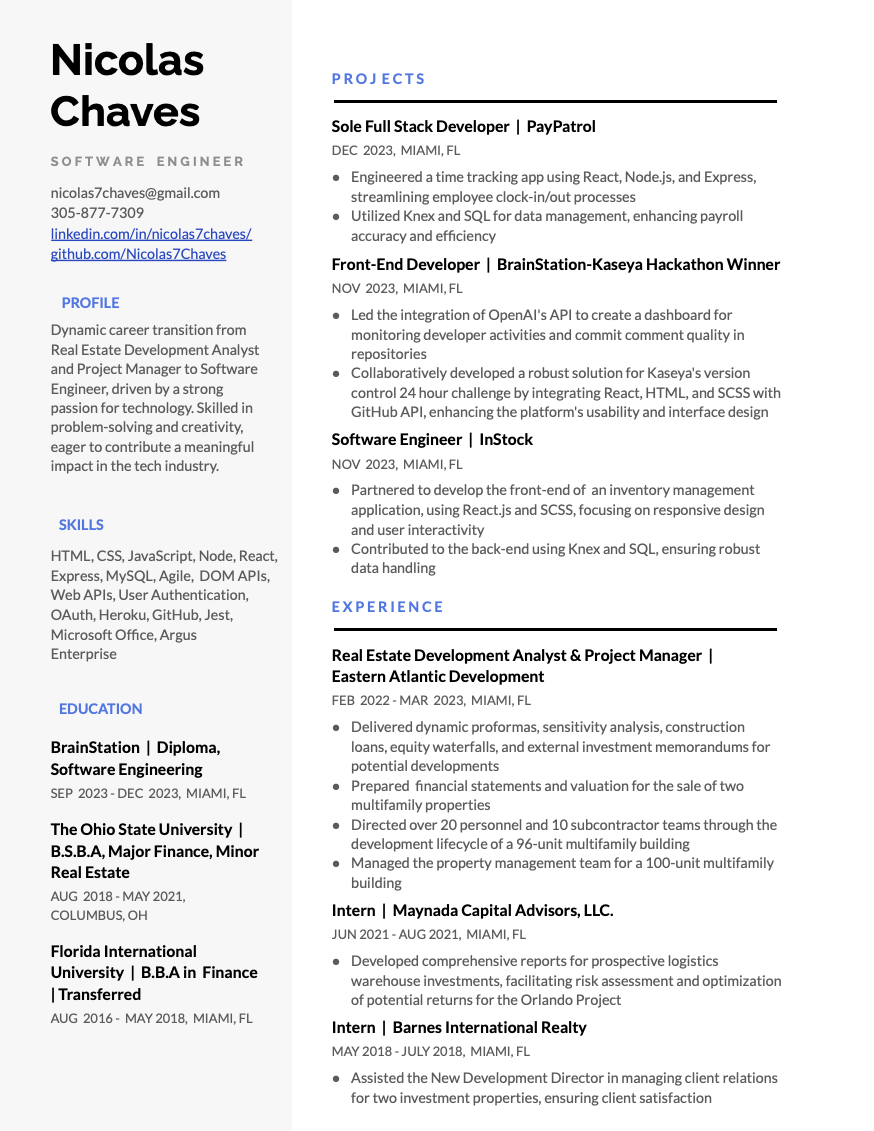 Nicolas
Chaves
SOFTWARE ENGINEER
nicolas7chaves@gmail.com
305-877-7309
linkedin.com/in/nicolas7chaves/
github.com/Nicolas7Chaves
PROFILE
Dynamic career transition from
Real Estate Development Analyst
and Project Manager to Software
Engineer, driven by a strong
passion for technology. Skilled in
problem-solving and creativity,
eager to contribute a meaningful
impact in the tech industry.
SKILLS
HTML, CSS, JavaScript, Node, React,
Express, MySQL, Agile, DOM APIs,
Web APIs, User Authentication,
OAuth, Heroku, GitHub, Jest,
Microsoft Office, Argus
Enterprise
EDUCATION
BrainStation | Diploma,
Software Engineering
SEP 2023 - DEC 2023, MIAMI, FL
The Ohio State University |
B.S.B.A, Major Finance, Minor
Real Estate
AUG 2018 - MAY 2021,
COLUMBUS, OH
Florida International
University | B.B.A in Finance
| Transferred
AUG 2016 - MAY 2018, MIAMI, FL
PROJECTS
Sole Full Stack Developer | PayPatrol
DEC 2023, MIAMI, FL
● Engineered a time tracking app using React, Node.js, and Express,
streamlining employee clock-in/out processes
● Utilized Knex and SQL for data management, enhancing payroll
accuracy and efficiency
Front-End Developer | BrainStation-Kaseya Hackathon Winner
NOV 2023, MIAMI, FL
● Led the integration of OpenAI's API to create a dashboard for
monitoring developer activities and commit comment quality in
repositories
● Collaboratively developed a robust solution for Kaseya's version
control 24 hour challenge by integrating React, HTML, and SCSS with
GitHub API, enhancing the platform's usability and interface design
Software Engineer | InStock
NOV 2023, MIAMI, FL
● Partnered to develop the front-end of an inventory management
application, using React.js and SCSS, focusing on responsive design
and user interactivity
● Contributed to the back-end using Knex and SQL, ensuring robust
data handling
EXPERIENCE
Real Estate Development Analyst & Project Manager |
Eastern Atlantic Development
FEB 2022 - MAR 2023, MIAMI, FL
● Delivered dynamic proformas, sensitivity analysis, construction
loans, equity waterfalls, and external investment memorandums for
potential developments
● Prepared financial statements and valuation for the sale of two
multifamily properties
● Directed over 20 personnel and 10 subcontractor teams through the
development lifecycle of a 96-unit multifamily building
● Managed the property management team for a 100-unit multifamily
building
Intern | Maynada Capital Advisors, LLC.
JUN 2021 - AUG 2021, MIAMI, FL
● Developed comprehensive reports for prospective logistics
warehouse investments, facilitating risk assessment and optimization
of potential returns for the Orlando Project
Intern | Barnes International Realty
MAY 2018 - JULY 2018, MIAMI, FL
● Assisted the New Development Director in managing client relations
for two investment properties, ensuring client satisfaction